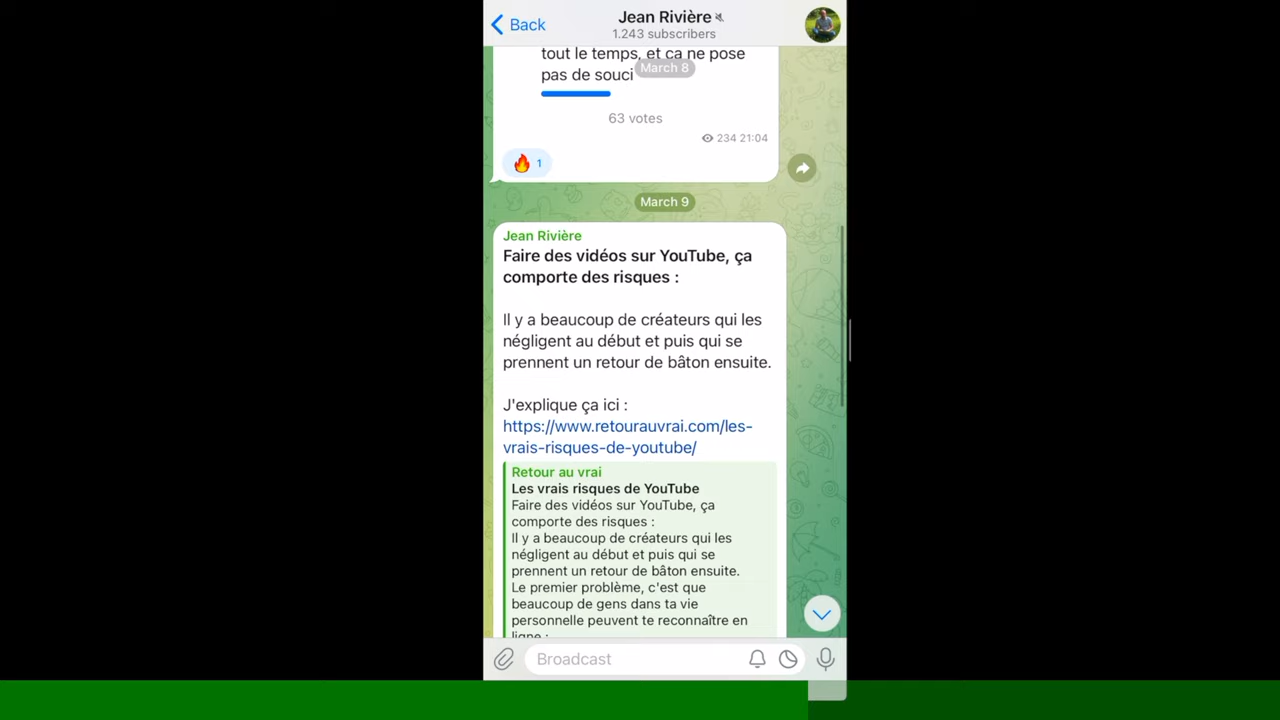 Back
Jean Rivière
1.243 subscribers
tout le temps, et ca ne pose
pas de souci
March 8
63 votes
234 21:04
🔥 1
March 9
Jean Rivière
Faire des vidéos sur YouTube, ça
comporte des risques :
Il y a beaucoup de créateurs qui les
négligent au début et puis qui se
prennent un retour de bâton ensuite.
J'explique ça ici :
https://www.retourauvrai.com/les-
vrais-risques-de-youtube/
Retour au vrai
Les vrais risques de YouTube
Faire des vidéos sur YouTube, ça
comporte des risques :
Il y a beaucoup de créateurs qui les
négligent au début et puis qui se
prennent un retour de bâton ensuite.
Le premier problème, c'est que
beaucoup de gens dans ta vie
personnelle peuvent te reconnaître en
ligne :
Broadcast